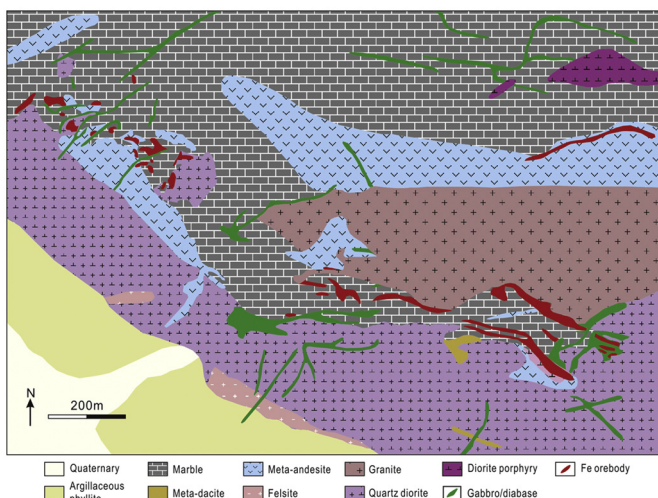 N
200m
Quaternary
Marble
Meta-andesite
Granite
Diorite porphyry
Fe orebody
Argillaceous
phyllite
Meta-dacite
Felsite
Quartz diorite
Gabbro/diabase